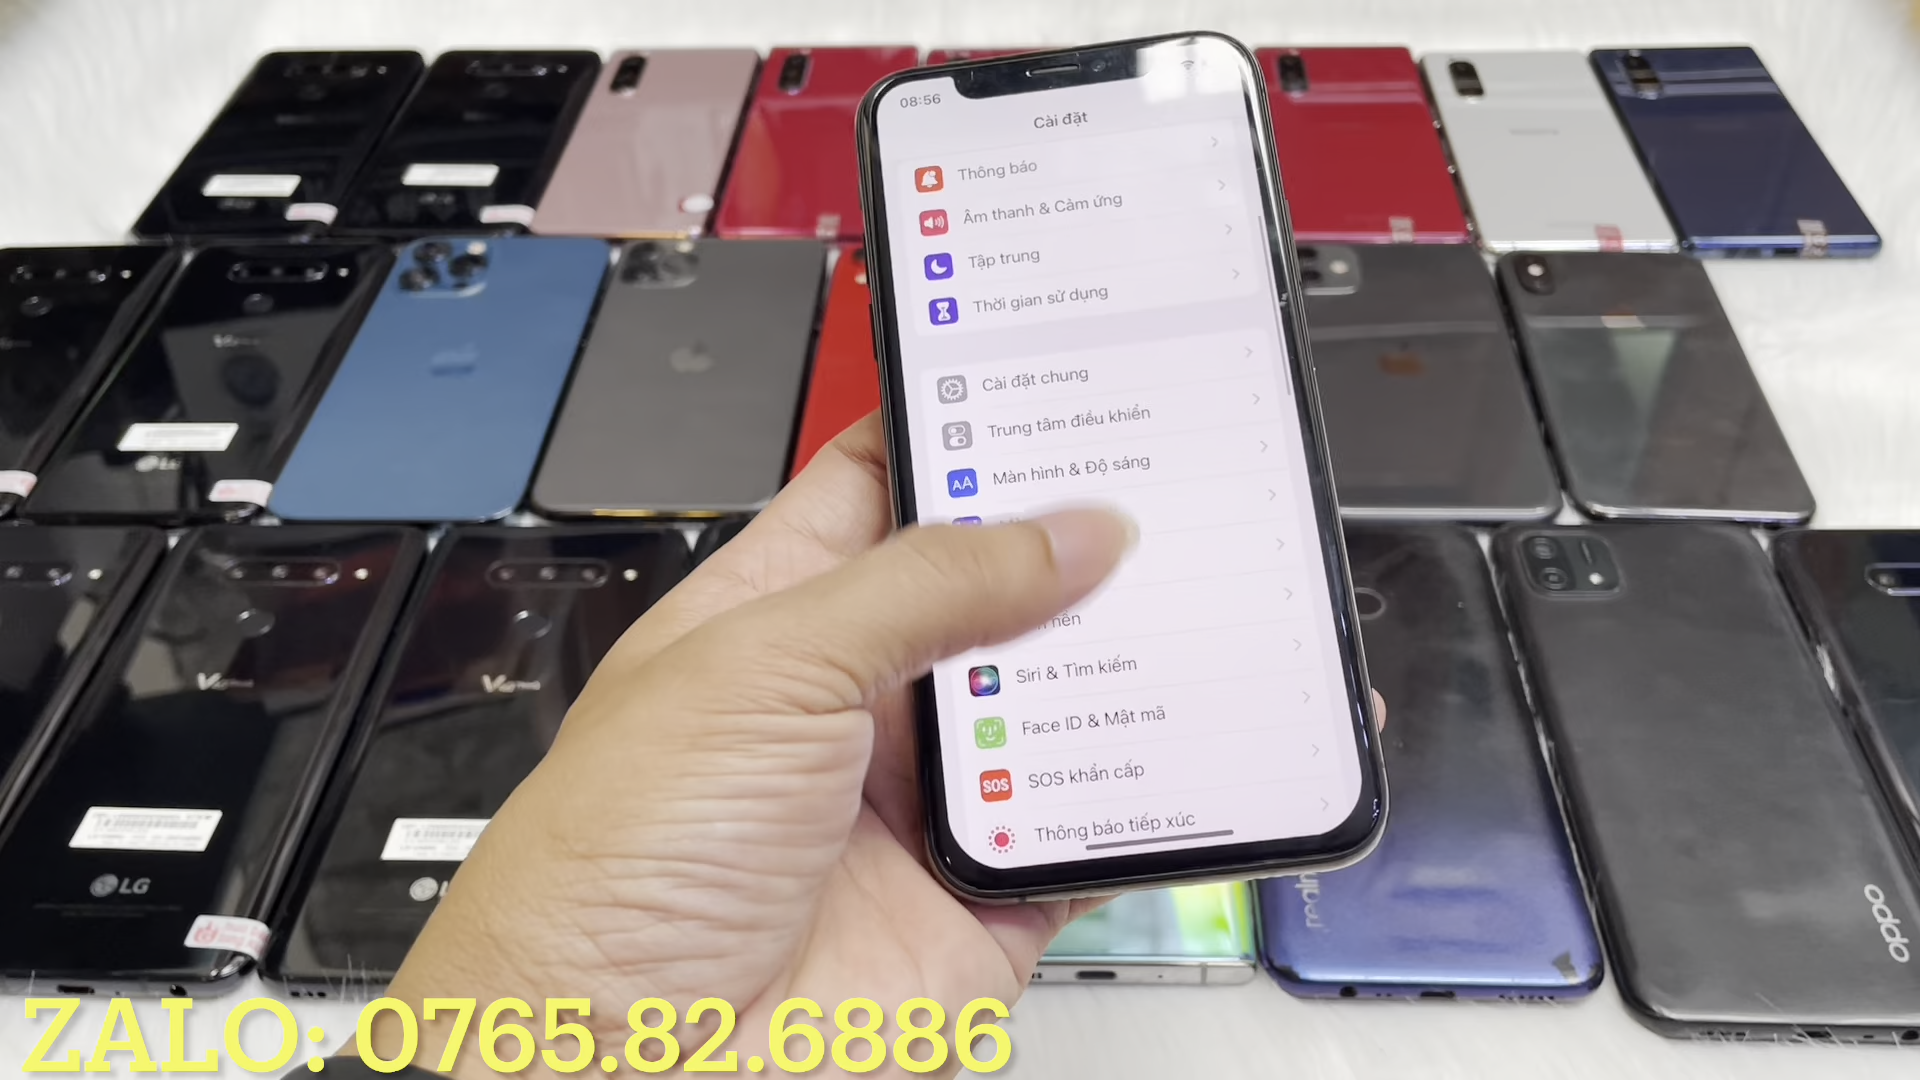 08:56
Cài đặt
Thông báo
Âm thanh & Cảm ứng
Tập trung
Thời gian sử dụng
Cài đặt chung
Trung tâm điều khiển
Màn hình & Độ sáng
nền
Siri & Tìm kiếm
Face ID & Mật mã
SOS
SOS khẩn cấp
Thông báo tiếp xúc
LG
LG
oppo
ZALO: 0765.82.6886